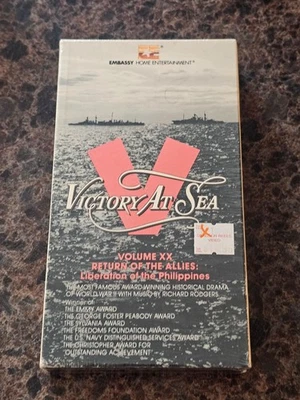 EMBASSY HOME ENTERTAINMENT™
V
VICTORY AT SEA
VOLUME XX
RETURN OF THE ALLIES:
Liberation of the Philippines
THE MOST FAMOUS AWARD-WINNING HISTORICAL DRAMA
OF WORLD WAR II WITH MUSIC BY RICHARD RODGERS
Winner of:
THE EMMY AWARD
THE GEORGE FOSTER PEABODY AWARD
THE SYLVANIA AWARD
THE FREEDOMS FOUNDATION AWARD
THE U.S. NAVY DISTINGUISHED SERVICE AWARD
THE CHRISTOPHER AWARD FOR
"OUTSTANDING ACHIEVEMENT"